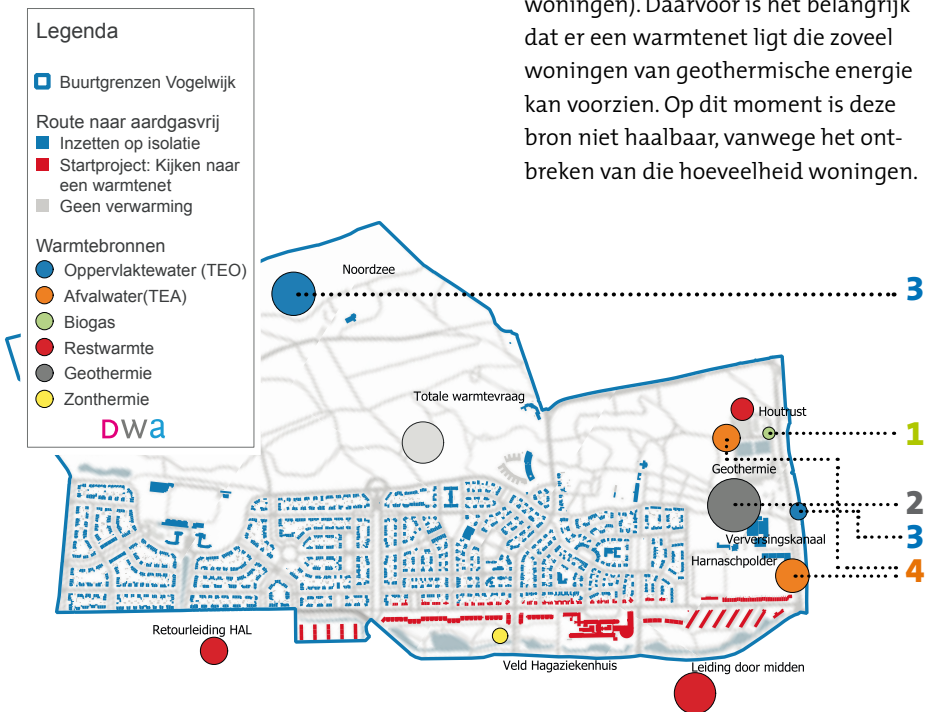 woningen). Daarvoor is het belangrijk
dat er een warmtenet ligt die zoveel
woningen van geothermische energie
kan voorzien. Op dit moment is deze
bron niet haalbaar, vanwege het ont-
breken van die hoeveelheid woningen.
Legenda
Buurtgrenzen Vogelwijk
Route naar aardgasvrij
Inzetten op isolatie
Startproject: Kijken naar
een warmtenet
Geen verwarming
Warmtebronnen
Oppervlaktewater (TEO)
Afvalwater(TEA)
Biogas
Restwarmte
Geothermie
Zonthermie
DWa
Noordzee
3
Totale warmtevraag
Houtrust
1
Geothermie
2
Verversingskanaal
3
Harnaschpolder
4
Retourleiding HAL
Veld Hagaziekenhuis
Leiding door midden